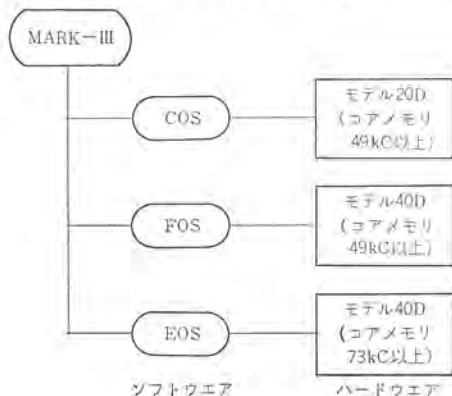 MARK－III
COS
モデル20D
(コアメモリ
49kC以上)
FOS
モデル40D
(コアメモリ
49kC以上)
EOS
モデル40D
(コアメモリ
73kC以上)
ソフトウエア
ハードウエア